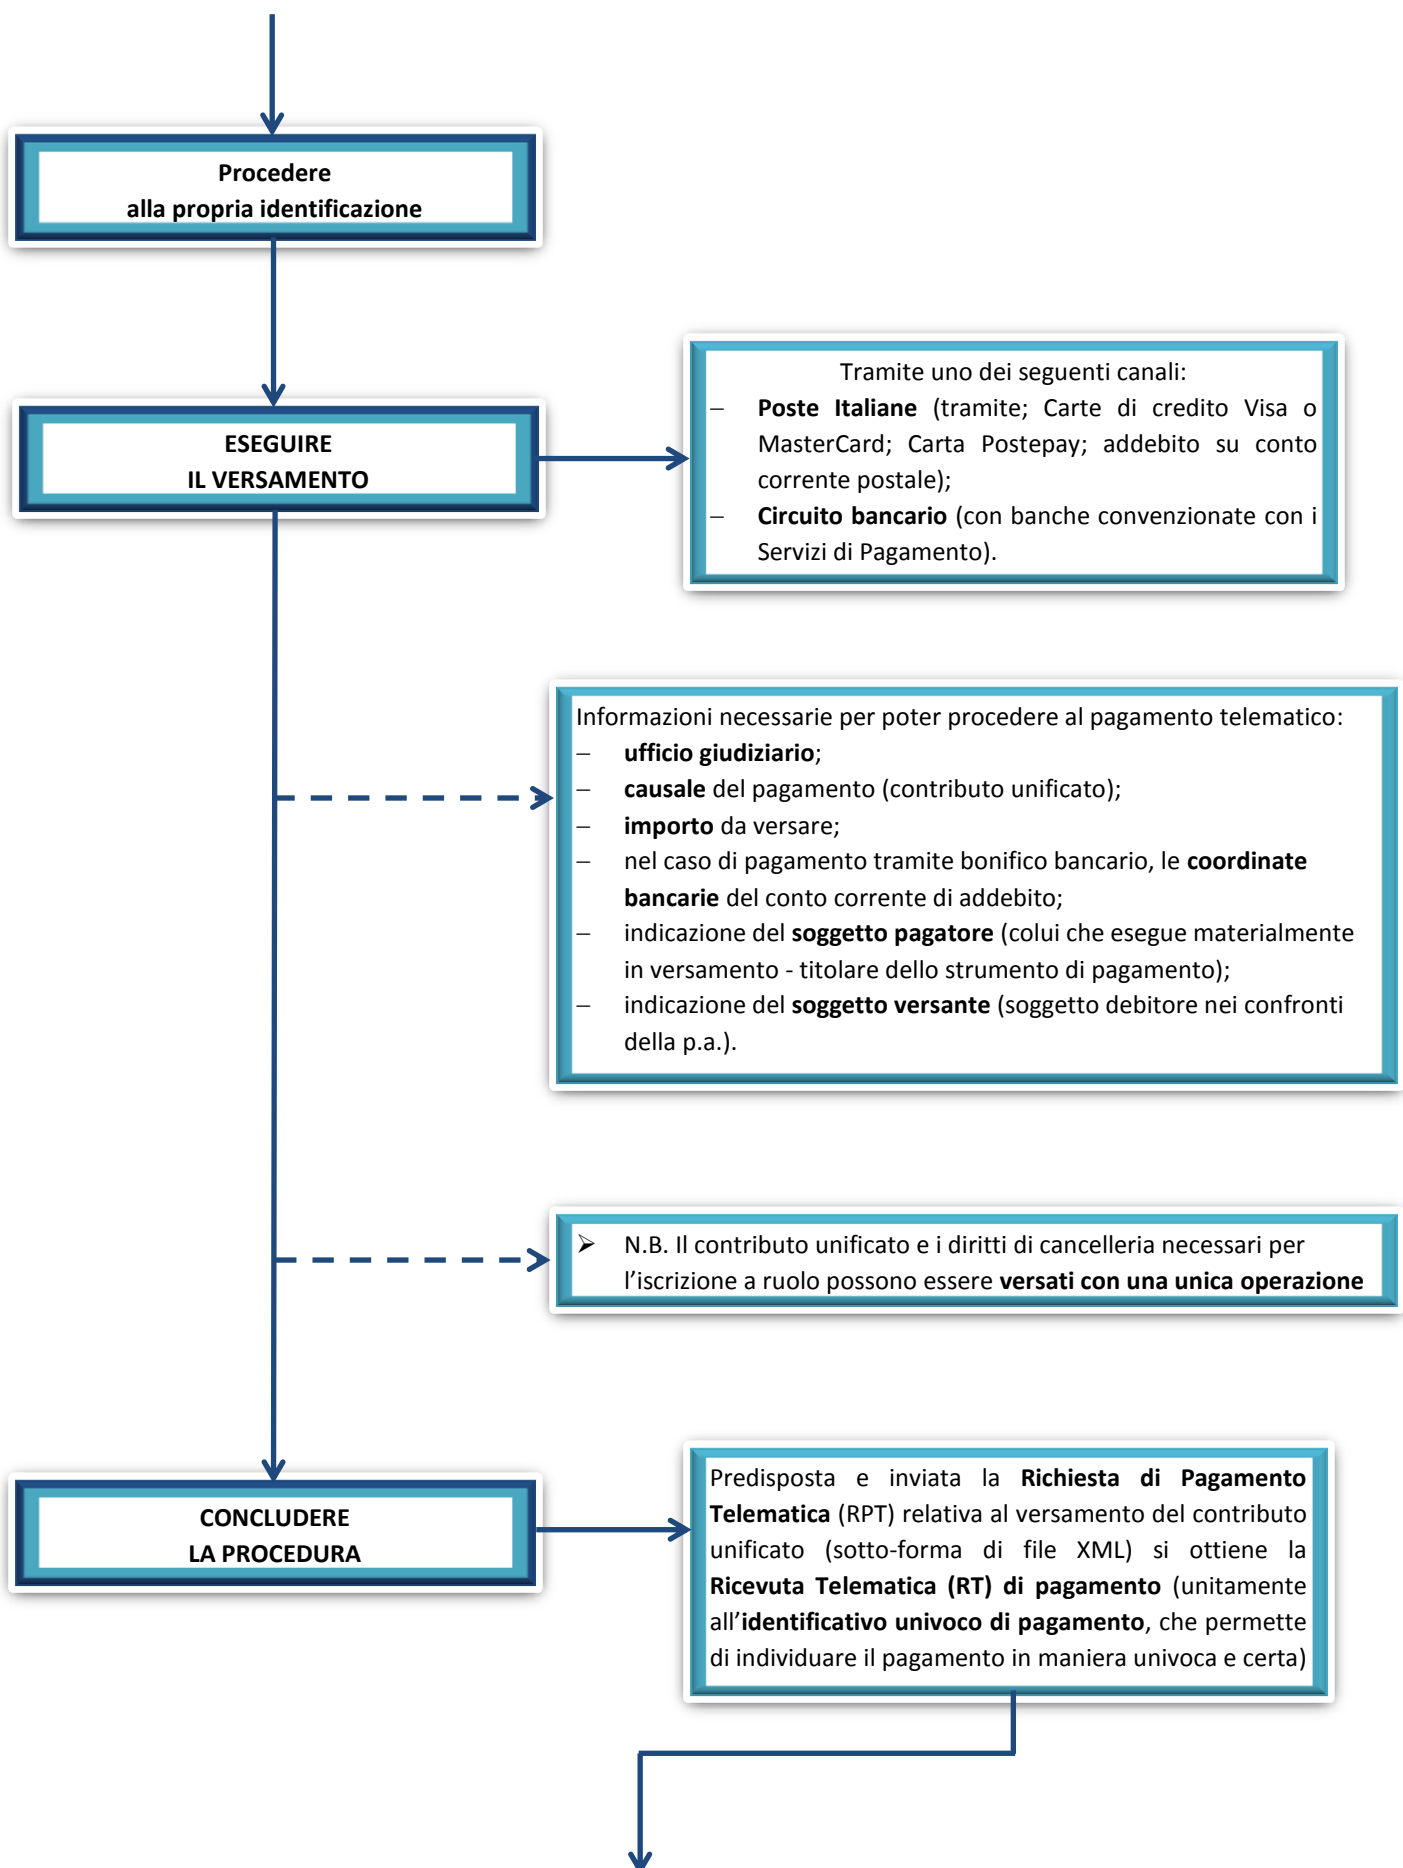 Procedere
alla propria identificazione
ESEGUIRE
IL VERSAMENTO
Tramite uno dei seguenti canali:
– Poste Italiane (tramite; Carte di credito Visa o
MasterCard; Carta Postepay; addebito su conto
corrente postale);
– Circuito bancario (con banche convenzionate con i
Servizi di Pagamento).
Informazioni necessarie per poter procedere al pagamento telematico:
– ufficio giudiziario;
– causale del pagamento (contributo unificato);
– importo da versare;
– nel caso di pagamento tramite bonifico bancario, le coordinate
bancarie del conto corrente di addebito;
– indicazione del soggetto pagatore (colui che esegue materialmente
in versamento - titolare dello strumento di pagamento);
– indicazione del soggetto versante (soggetto debitore nei confronti
della p.a.).
➢ N.B. Il contributo unificato e i diritti di cancelleria necessari per
l’iscrizione a ruolo possono essere versati con una unica operazione
CONCLUDERE
LA PROCEDURA
Predisposta e inviata la Richiesta di Pagamento
Telematica (RPT) relativa al versamento del contributo
unificato (sotto-forma di file XML) si ottiene la
Ricevuta Telematica (RT) di pagamento (unitamente
all’identificativo univoco di pagamento, che permette
di individuare il pagamento in maniera univoca e certa)